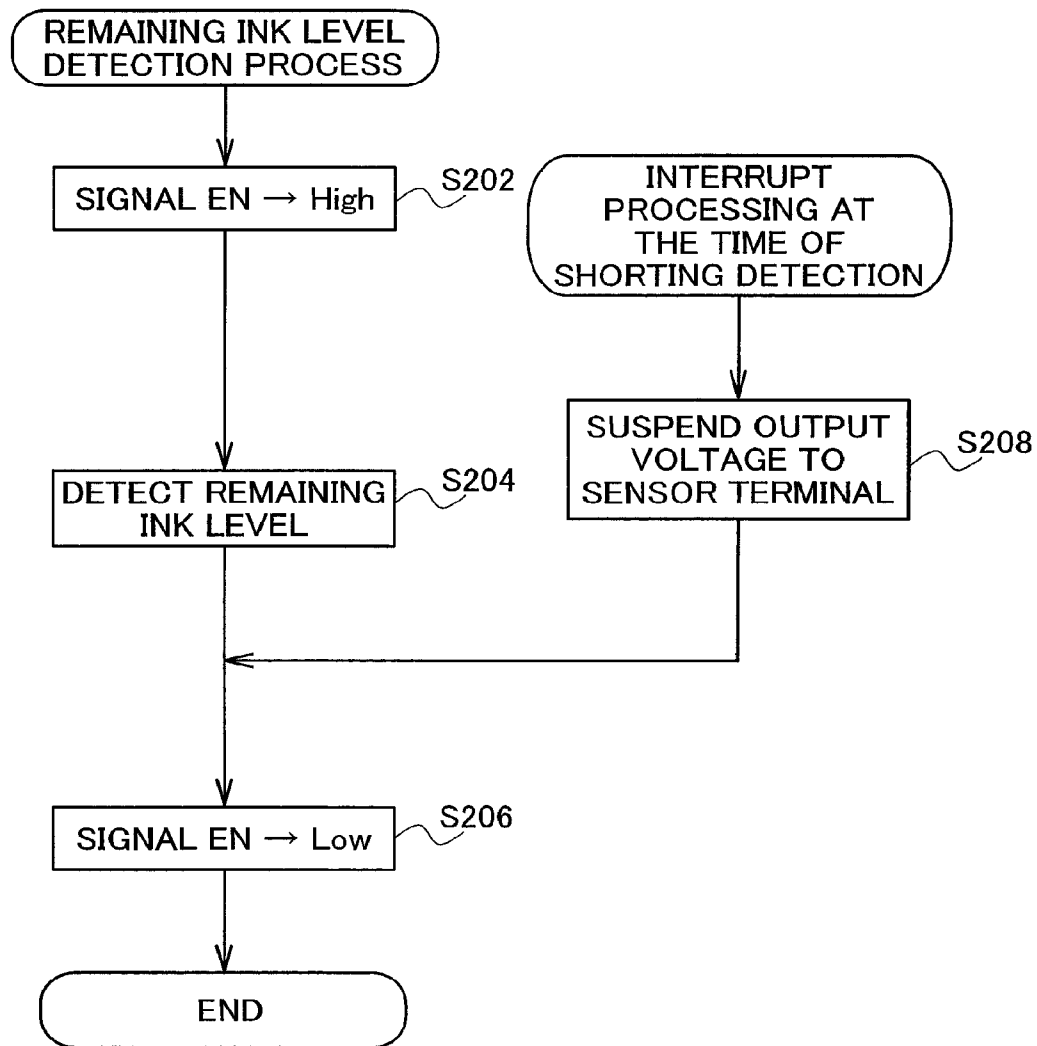 REMAINING INK LEVEL
DETECTION PROCESS
SIGNAL EN → High
S202
INTERRUPT
PROCESSING AT
THE TIME OF
SHORTING DETECTION
DETECT REMAINING
INK LEVEL
S204
SUSPEND OUTPUT
VOLTAGE TO
SENSOR TERMINAL
S208
SIGNAL EN → Low
S206
END